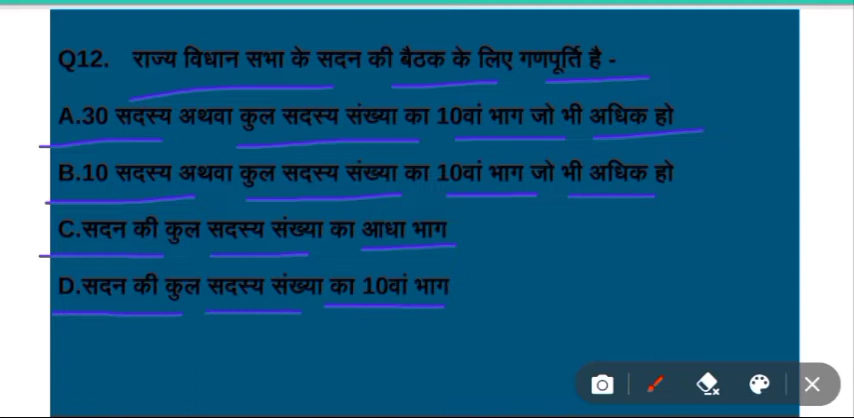 Q12. राज्य विधान सभा के सदन की बैठक के लिए गणपूर्ति है -
A.30 सदस्य अथवा कुल सदस्य संख्या का 10वां भाग जो भी अधिक हो
B.10 सदस्य अथवा कुल सदस्य संख्या का 10वां भाग जो भी अधिक हो
C.सदन की कुल सदस्य संख्या का आधा भाग
D.सदन की कुल सदस्य संख्या का 10वां भाग